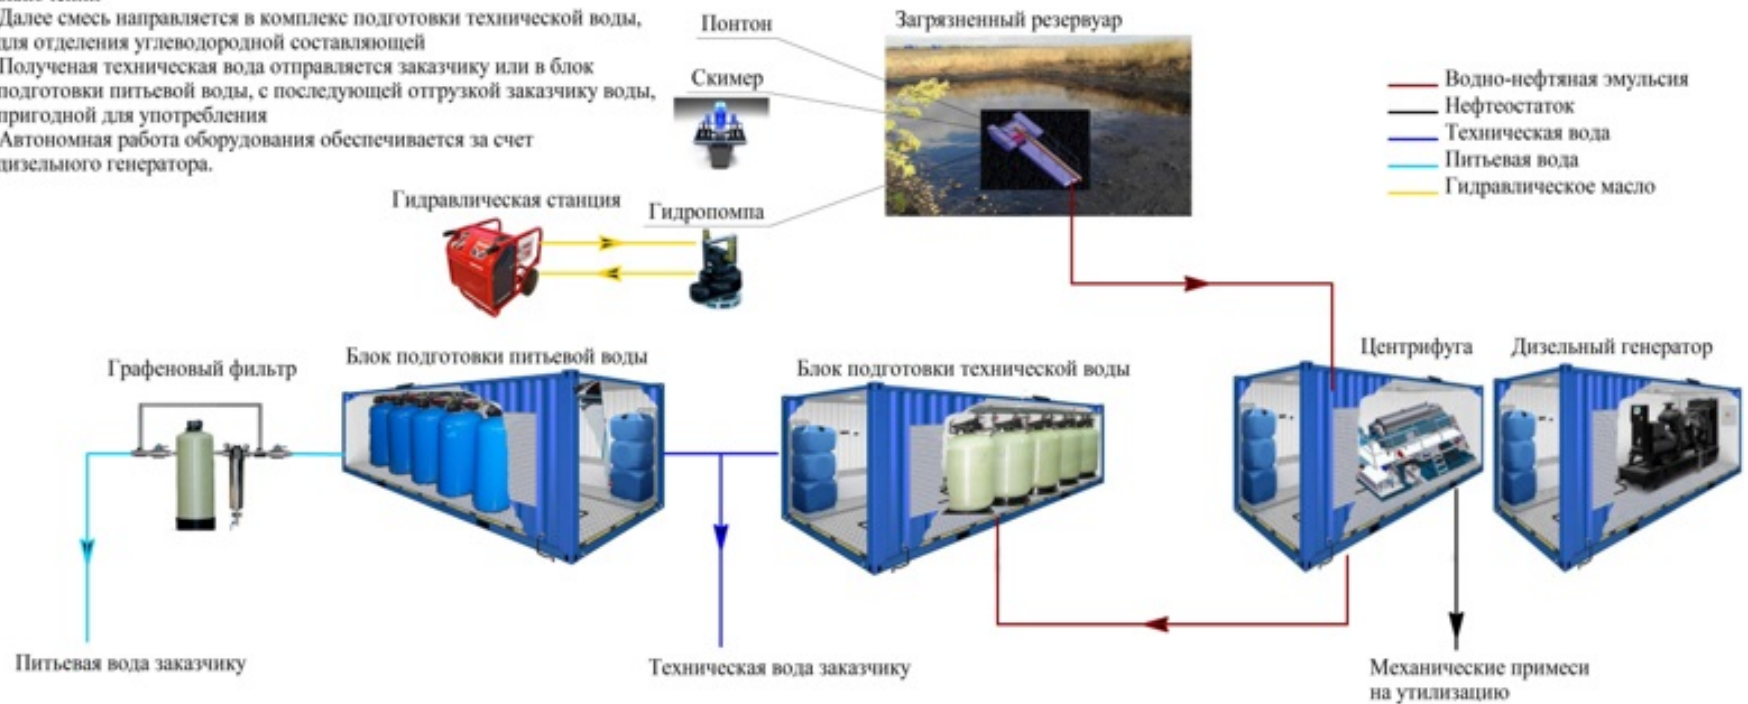 Далее смесь направляется в комплекс подготовки технической воды,
для отделения углеводородной составляющей
Полученая техническая вода отправляется заказчику или в блок
подготовки питьевой воды, с последующей отгрузкой заказчику воды,
пригодной для употребления
Автономная работа оборудования обеспечивается за счет
дизельного генератора.
Понтон
Загрязненный резервуар
Скимер
Водно-нефтяная эмульсия
Нефтеостаток
Техническая вода
Питьевая вода
Гидравлическое масло
Гидравлическая станция
Гидропомпа
Графеновый фильтр
Блок подготовки питьевой воды
Блок подготовки технической воды
Центрифуга
Дизельный генератор
Питьевая вода заказчику
Техническая вода заказчику
Механические примеси
на утилизацию